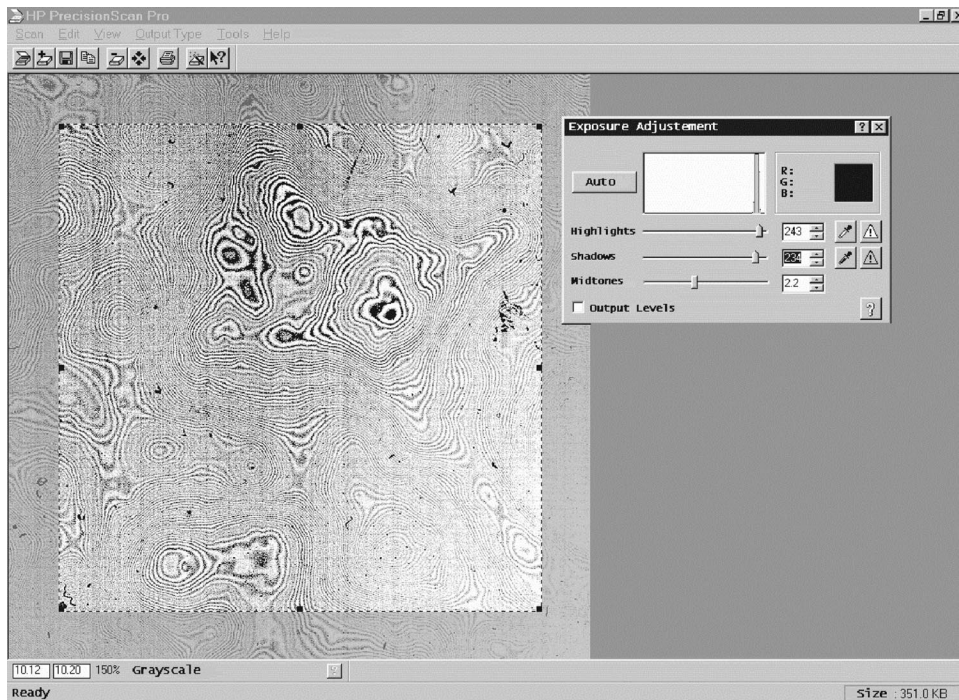 HP PrecisionScan Pro
Scan Edit View Output Type Tools Help
Exposure Adjustement
Auto
R:
G:
B:
Highlights 243
Shadows 234
Midtones 2.2
Output Levels
10.12 10.20 150% Grayscale
Ready
Size : 351.0 KB